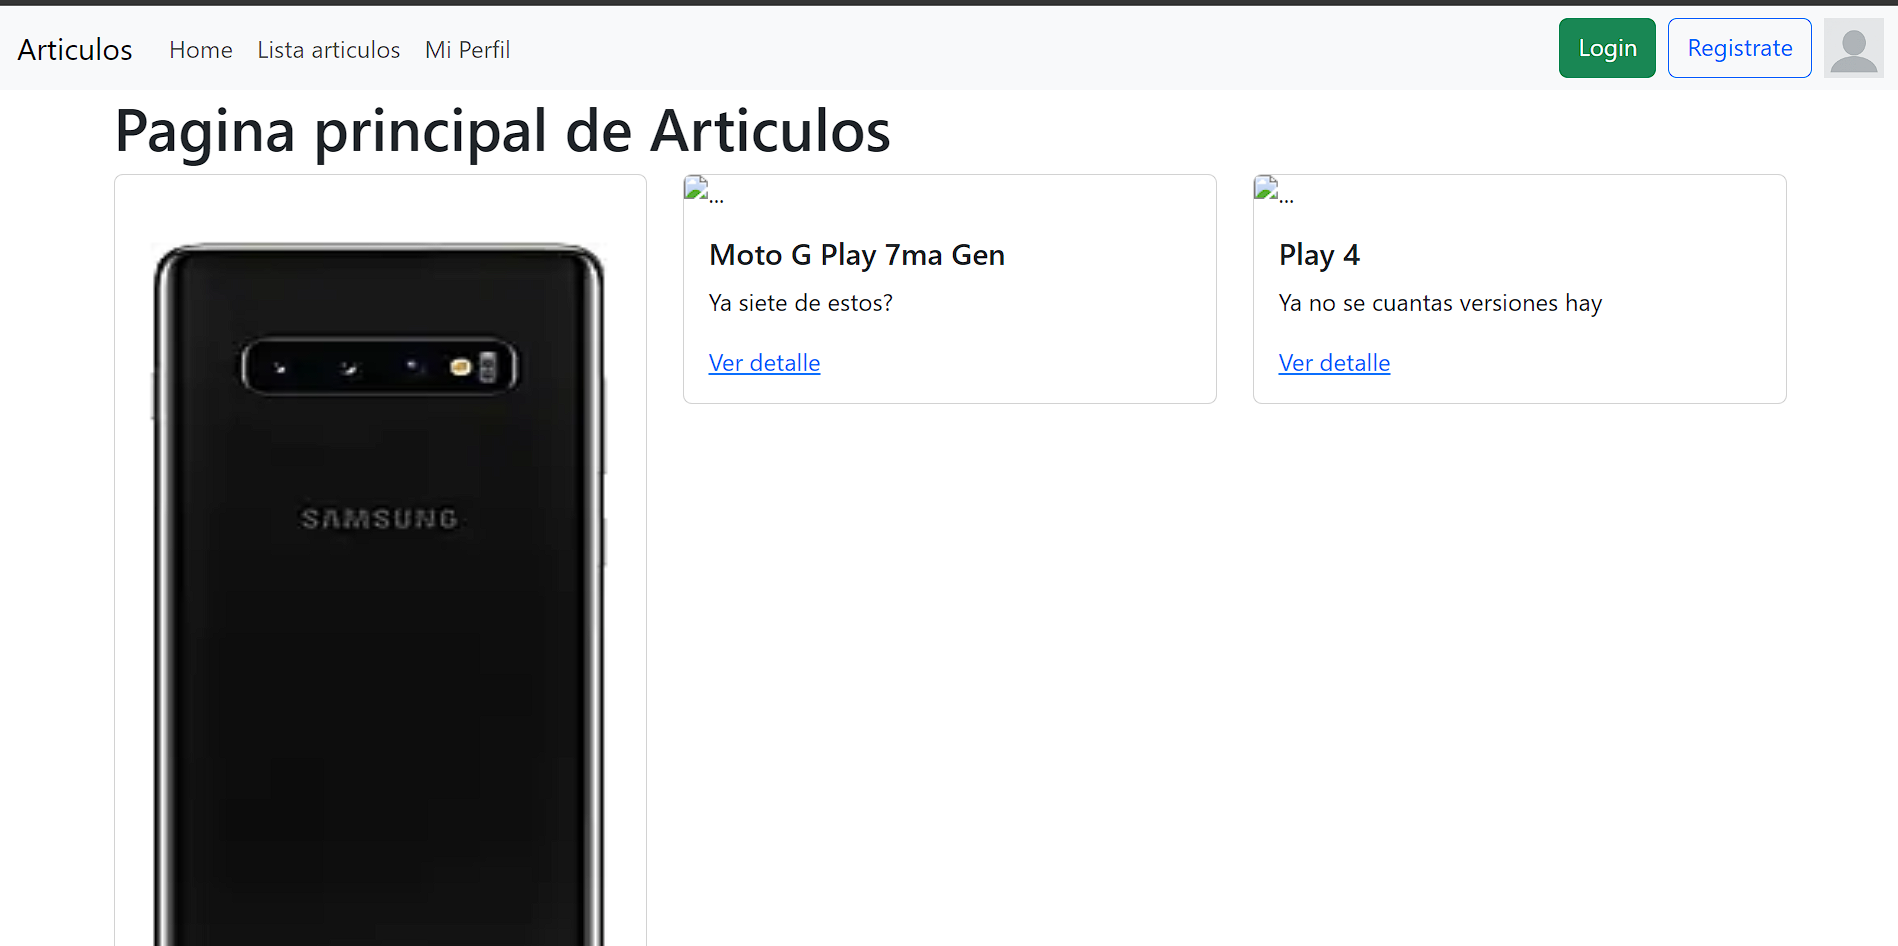 Articulos Home Lista articulos Mi Perfil Login Registrate
Pagina principal de Articulos
SAMSUNG
...
Moto G Play 7ma Gen
Ya siete de estos?
Ver detalle
...
Play 4
Ya no se cuantas versiones hay
Ver detalle